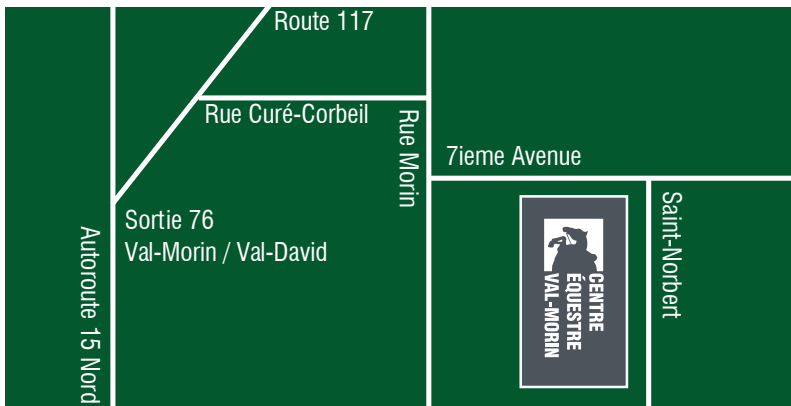 Route 117
Rue Curé-Corbeil
Rue Morin
7ieme Avenue
Sortie 76
Val-Morin / Val-David
Autoroute 15 Nord
CENTRE
ÉQUESTRE
VAL-MORIN
Saint-Norbert